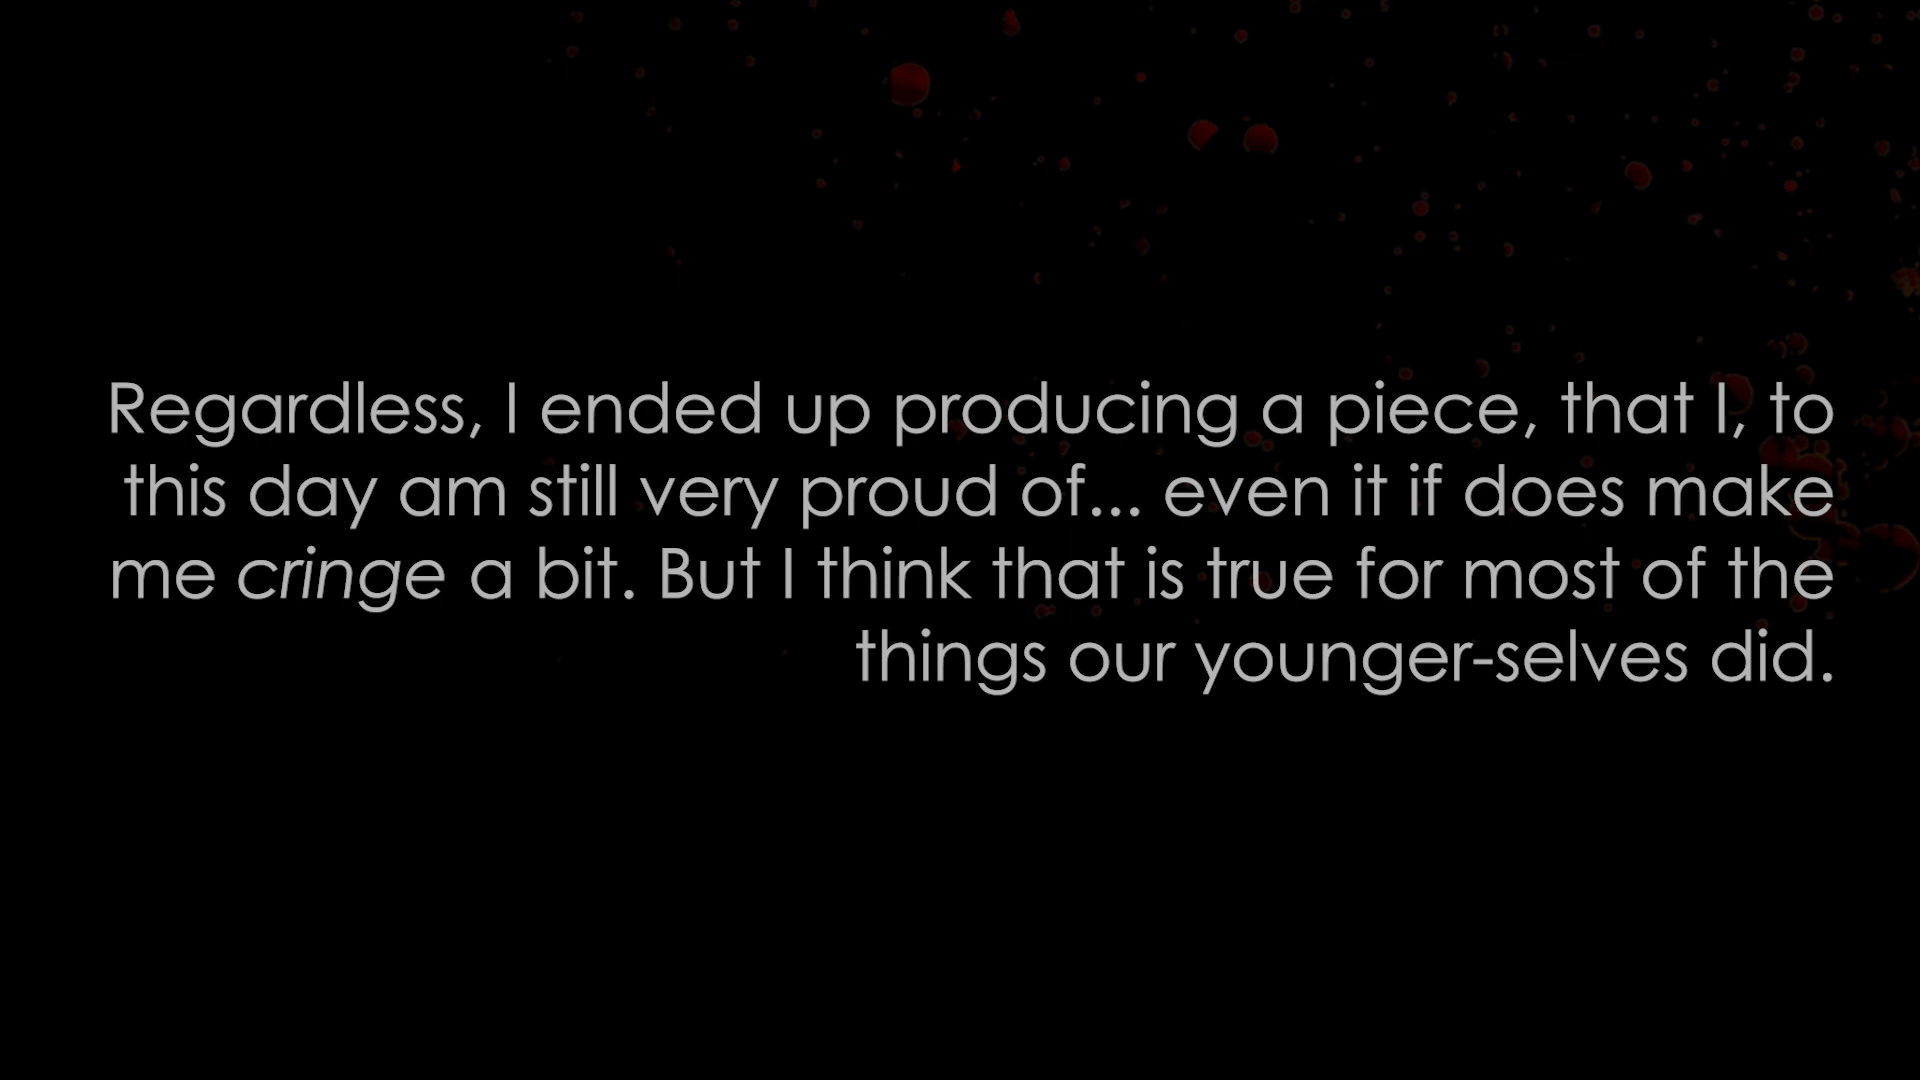 Regardless, I ended up producing a piece, that I, to
this day am still very proud of... even it if does make
me cringe a bit. But I think that is true for most of the
things our younger-selves did.